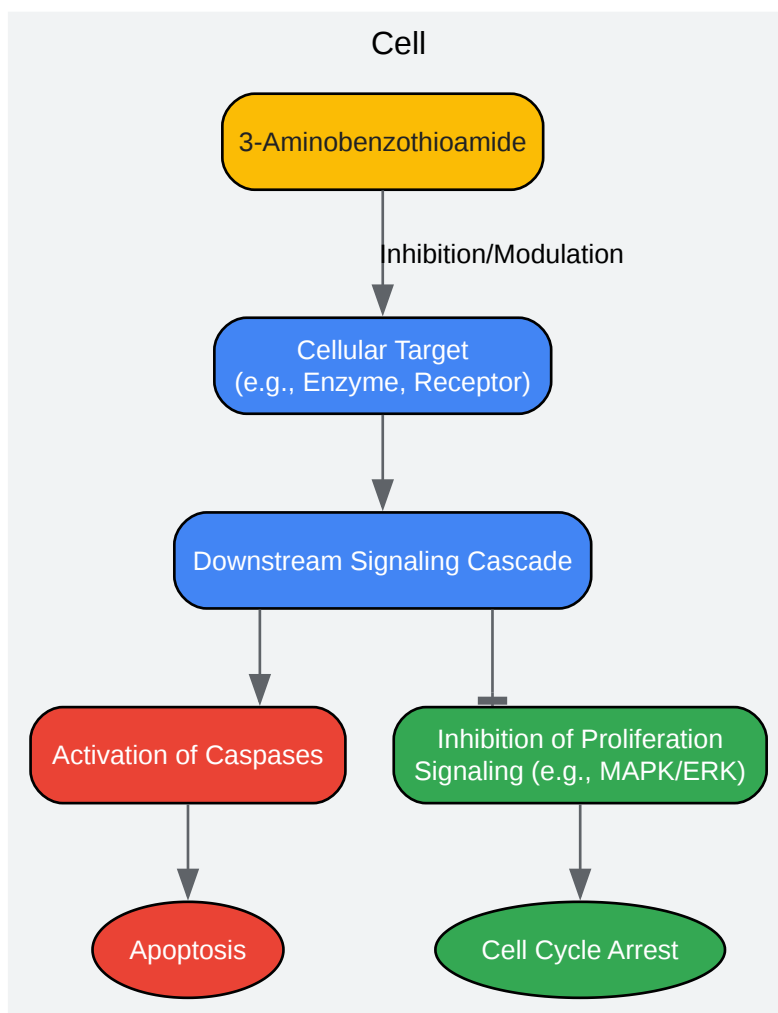 Cell
3-Aminobenzothioamide
Inhibition/Modulation
Cellular Target
(e.g., Enzyme, Receptor)
Downstream Signaling Cascade
Activation of Caspases
Inhibition of Proliferation
Signaling (e.g., MAPK/ERK)
Apoptosis
Cell Cycle Arrest